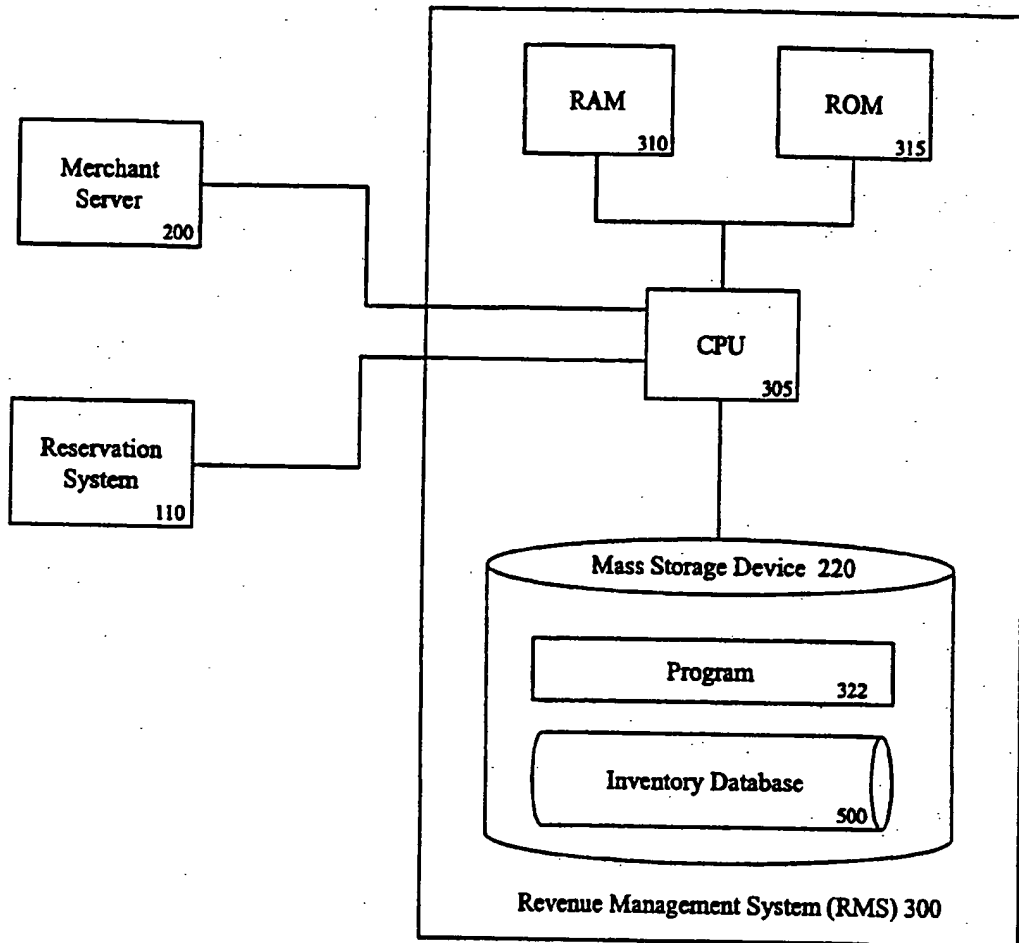 RAM
310
ROM
315
Merchant
Server
200
CPU
305
Reservation
System
110
Mass Storage Device 220
Program
322
Inventory Database
500
Revenue Management System (RMS) 300